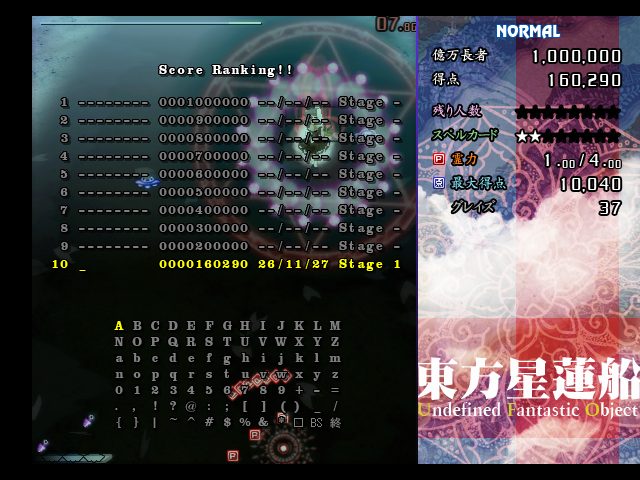 07.80
NORMAL
億万長者 1,000,000
得点 160,290
残り人数
スペルカード
P 霊力 1.00/4.00
点 最大得点 10,040
グレイズ 37
Score Ranking!!
1 -------- 0001000000 --/--/-- Stage -
2 -------- 0000900000 --/--/-- Stage -
3 -------- 0000800000 --/--/-- Stage -
4 -------- 0000700000 --/--/-- Stage -
5 -------- 0000600000 --/--/-- Stage -
6 -------- 0000500000 --/--/-- Stage -
7 -------- 0000400000 --/--/-- Stage -
8 -------- 0000300000 --/--/-- Stage -
9 -------- 0000200000 --/--/-- Stage -
10 _ 0000160290 26/11/27 Stage 1
A B C D E F G H I J K L M
N O P Q R S T U V W X Y Z
a b c d e f g h i j k l m
n o p q r s t u v w x y z
0 1 2 3 4 5 6 7 8 9 + - =
. , ! ? @ : ; [ ] ( ) _ /
{ } | ~ ^ # $ % & * □ BS 終
P
P
東方星蓮船
Undefined Fantastic Object